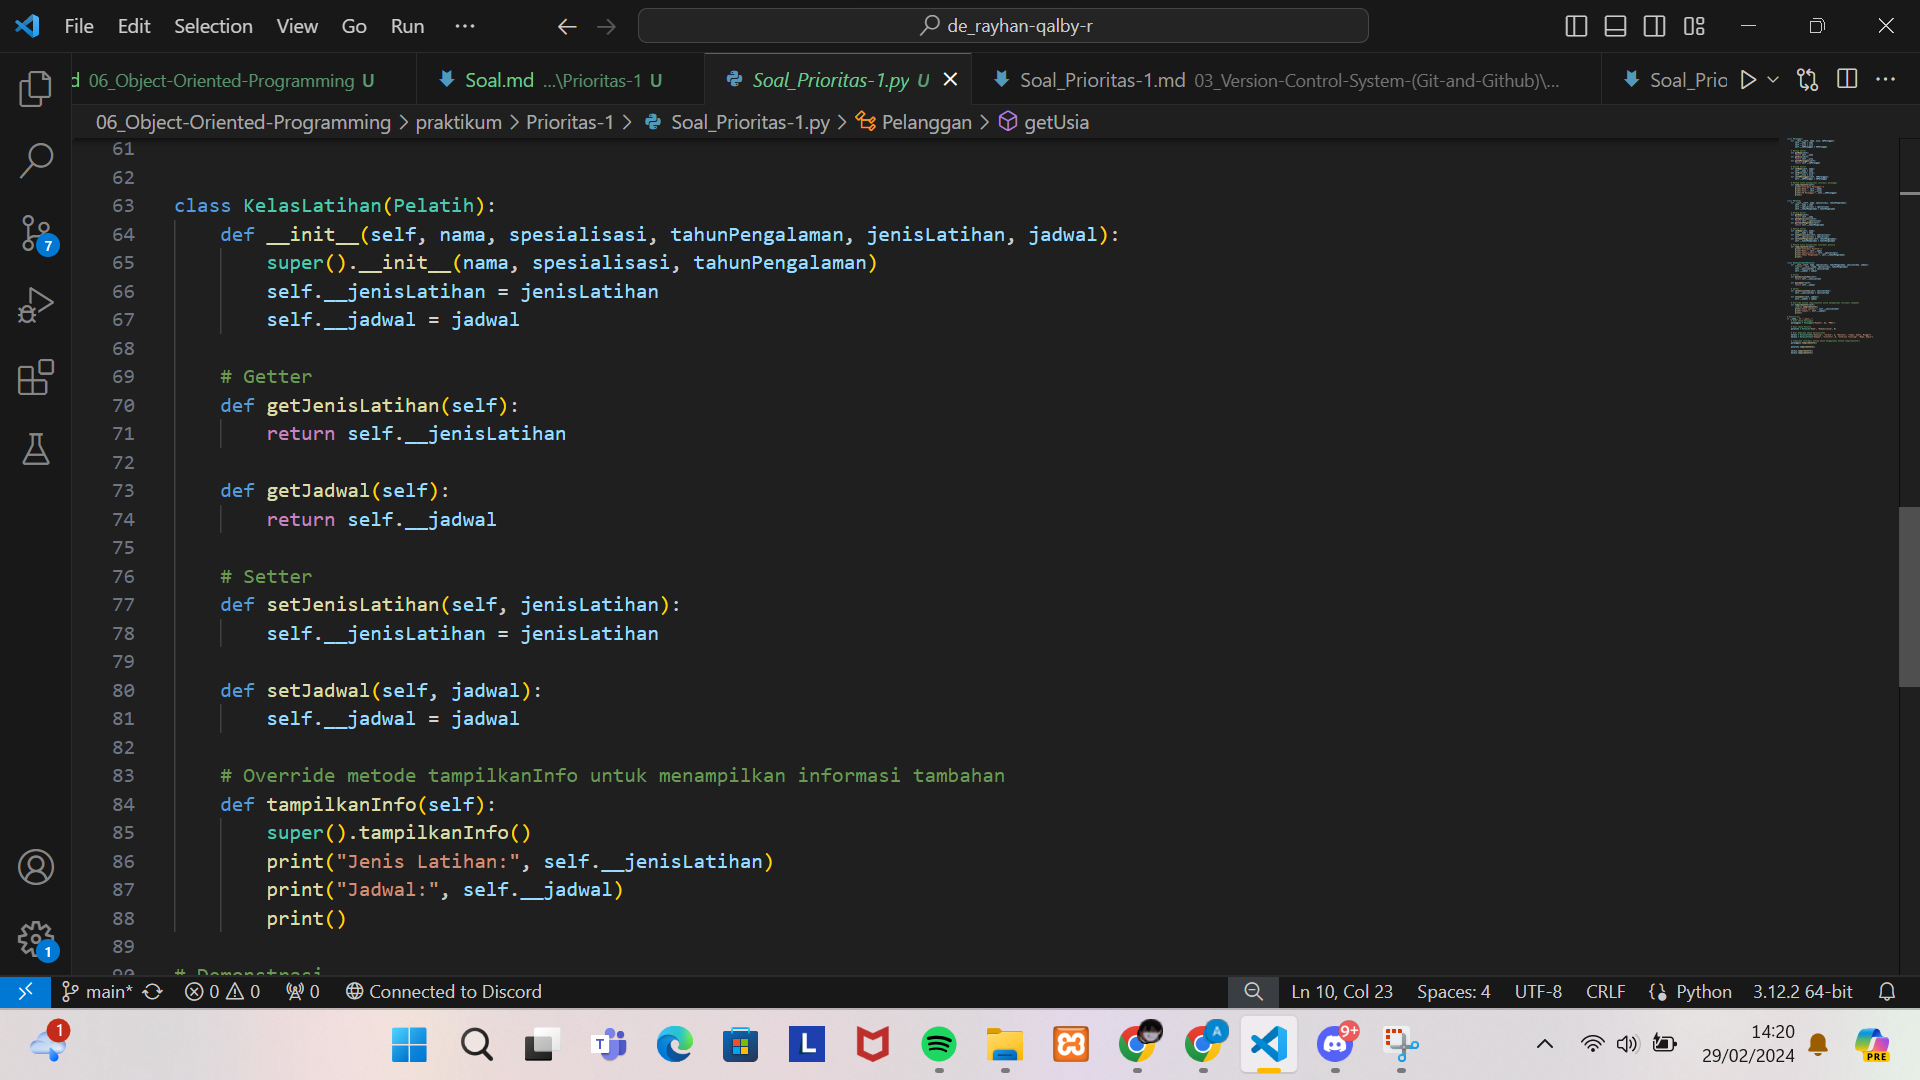 File Edit Selection View Go Run ··· de_rayhan-qalby-r
d 06_Object-Oriented-Programming U Soal.md ...\Prioritas-1 U Soal_Prioritas-1.py U Soal_Prioritas-1.md 03_Version-Control-System-(Git-and-Github)\... Soal_Prio
06_Object-Oriented-Programming > praktikum > Prioritas-1 > Soal_Prioritas-1.py > Pelanggan > getUsia
61
62
63 class KelasLatihan(Pelatih):
64 def __init__(self, nama, spesialisasi, tahunPengalaman, jenisLatihan, jadwal):
65 super().__init__(nama, spesialisasi, tahunPengalaman)
66 self.__jenisLatihan = jenisLatihan
67 self.__jadwal = jadwal
68
69 # Getter
70 def getJenisLatihan(self):
71 return self.__jenisLatihan
72
73 def getJadwal(self):
74 return self.__jadwal
75
76 # Setter
77 def setJenisLatihan(self, jenisLatihan):
78 self.__jenisLatihan = jenisLatihan
79
80 def setJadwal(self, jadwal):
81 self.__jadwal = jadwal
82
83 # Override metode tampilkanInfo untuk menampilkan informasi tambahan
84 def tampilkanInfo(self):
85 super().tampilkanInfo()
86 print("Jenis Latihan:", self.__jenisLatihan)
87 print("Jadwal:", self.__jadwal)
88 print()
89
90 # Demonstrasi
7
1
main* 0 0 0 Connected to Discord Ln 10, Col 23 Spaces: 4 UTF-8 CRLF Python 3.12.2 64-bit
1 T L A 9+ 14:20 PRE
29/02/2024